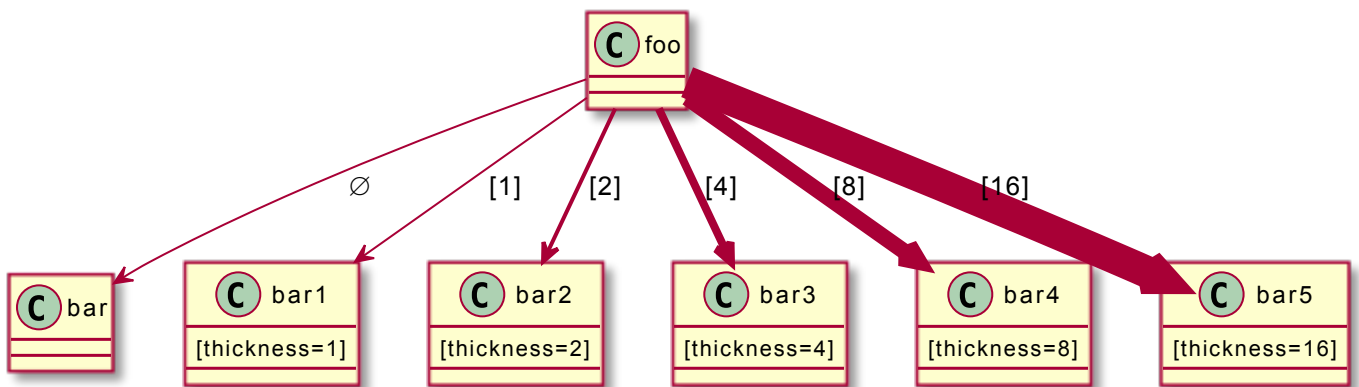 C foo
∅
[1]
[2]
[4]
[8]
[16]
C bar
C bar1
[thickness=1]
C bar2
[thickness=2]
C bar3
[thickness=4]
C bar4
[thickness=8]
C bar5
[thickness=16]